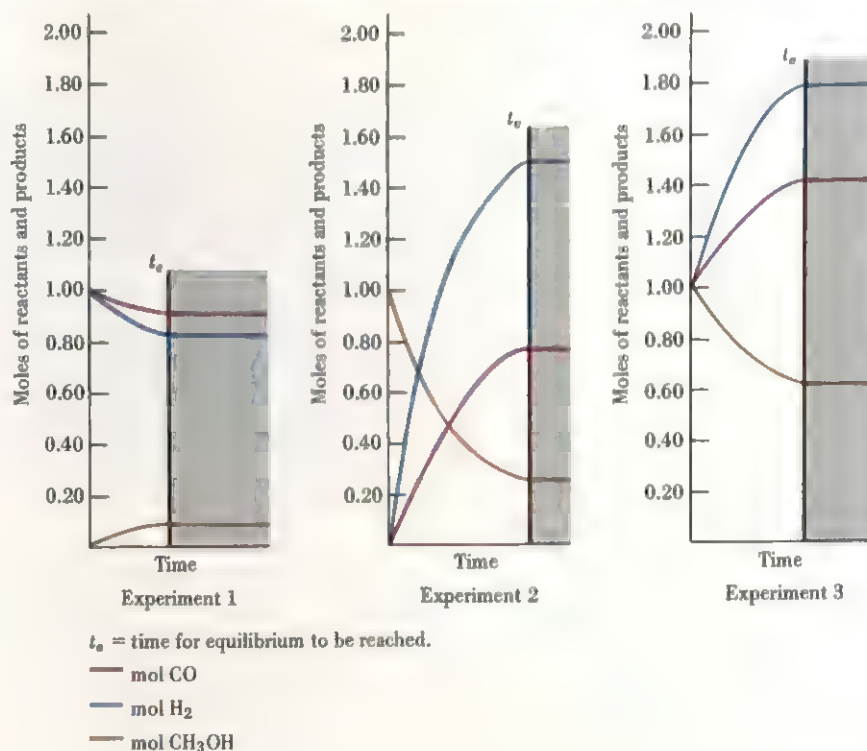 Moles of reactants and products
2.00
1.80
1.60
1.40
1.20
1.00
0.80
0.60
0.40
0.20
tₑ
Time
Experiment 1
Moles of reactants and products
2.00
1.80
1.60
1.40
1.20
1.00
0.80
0.60
0.40
0.20
tₑ
Time
Experiment 2
Moles of reactants and products
2.00
1.80
1.60
1.40
1.20
1.00
0.80
0.60
0.40
0.20
tₑ
Time
Experiment 3
tₑ = time for equilibrium to be reached.
mol CO
mol H₂
mol CH₃OH